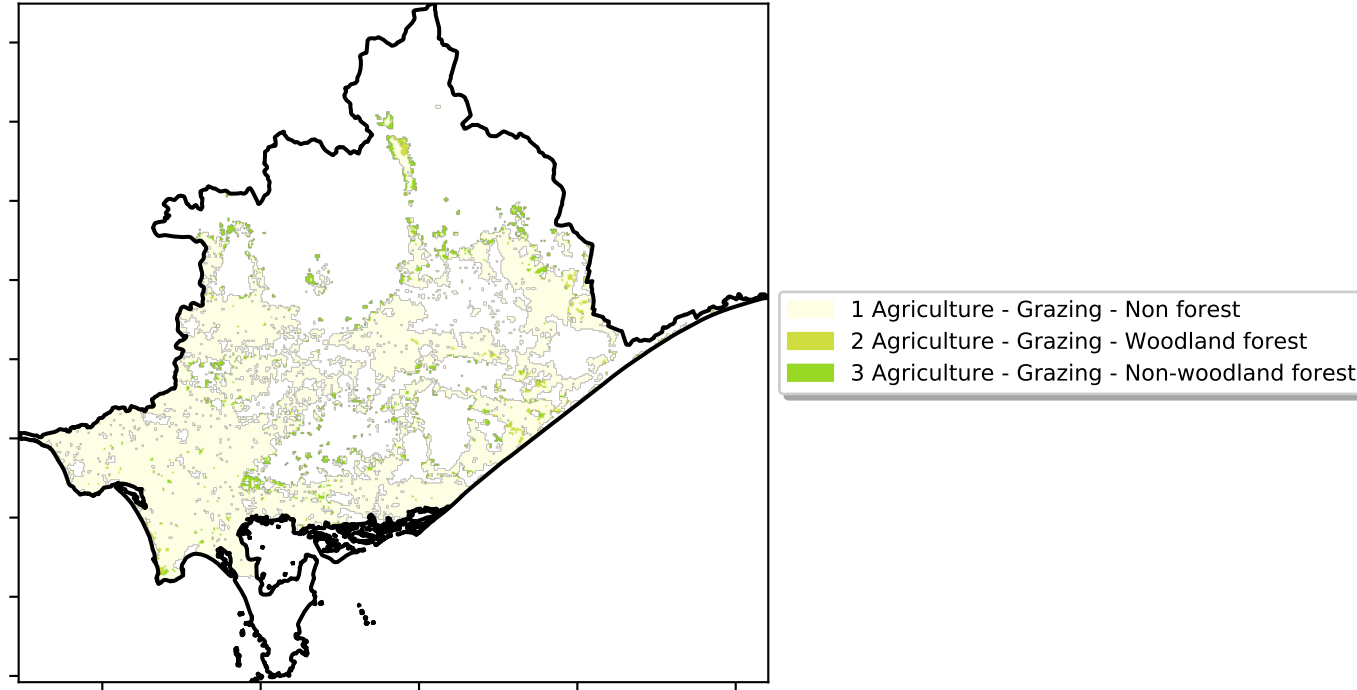 1 Agriculture - Grazing - Non forest
2 Agriculture - Grazing - Woodland forest
3 Agriculture - Grazing - Non-woodland forest